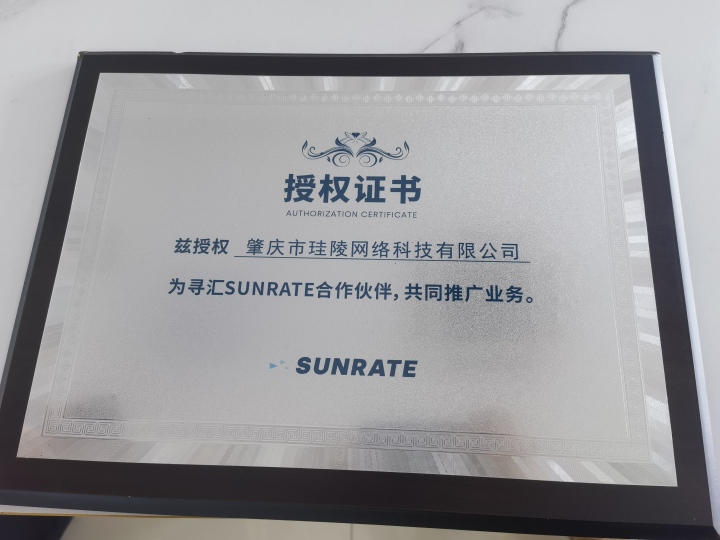 授权证书
AUTHORIZATION CERTIFICATE
兹授权 肇庆市珪陵网络科技有限公司
为寻汇SUNRATE合作伙伴，共同推广业务。
SUNRATE